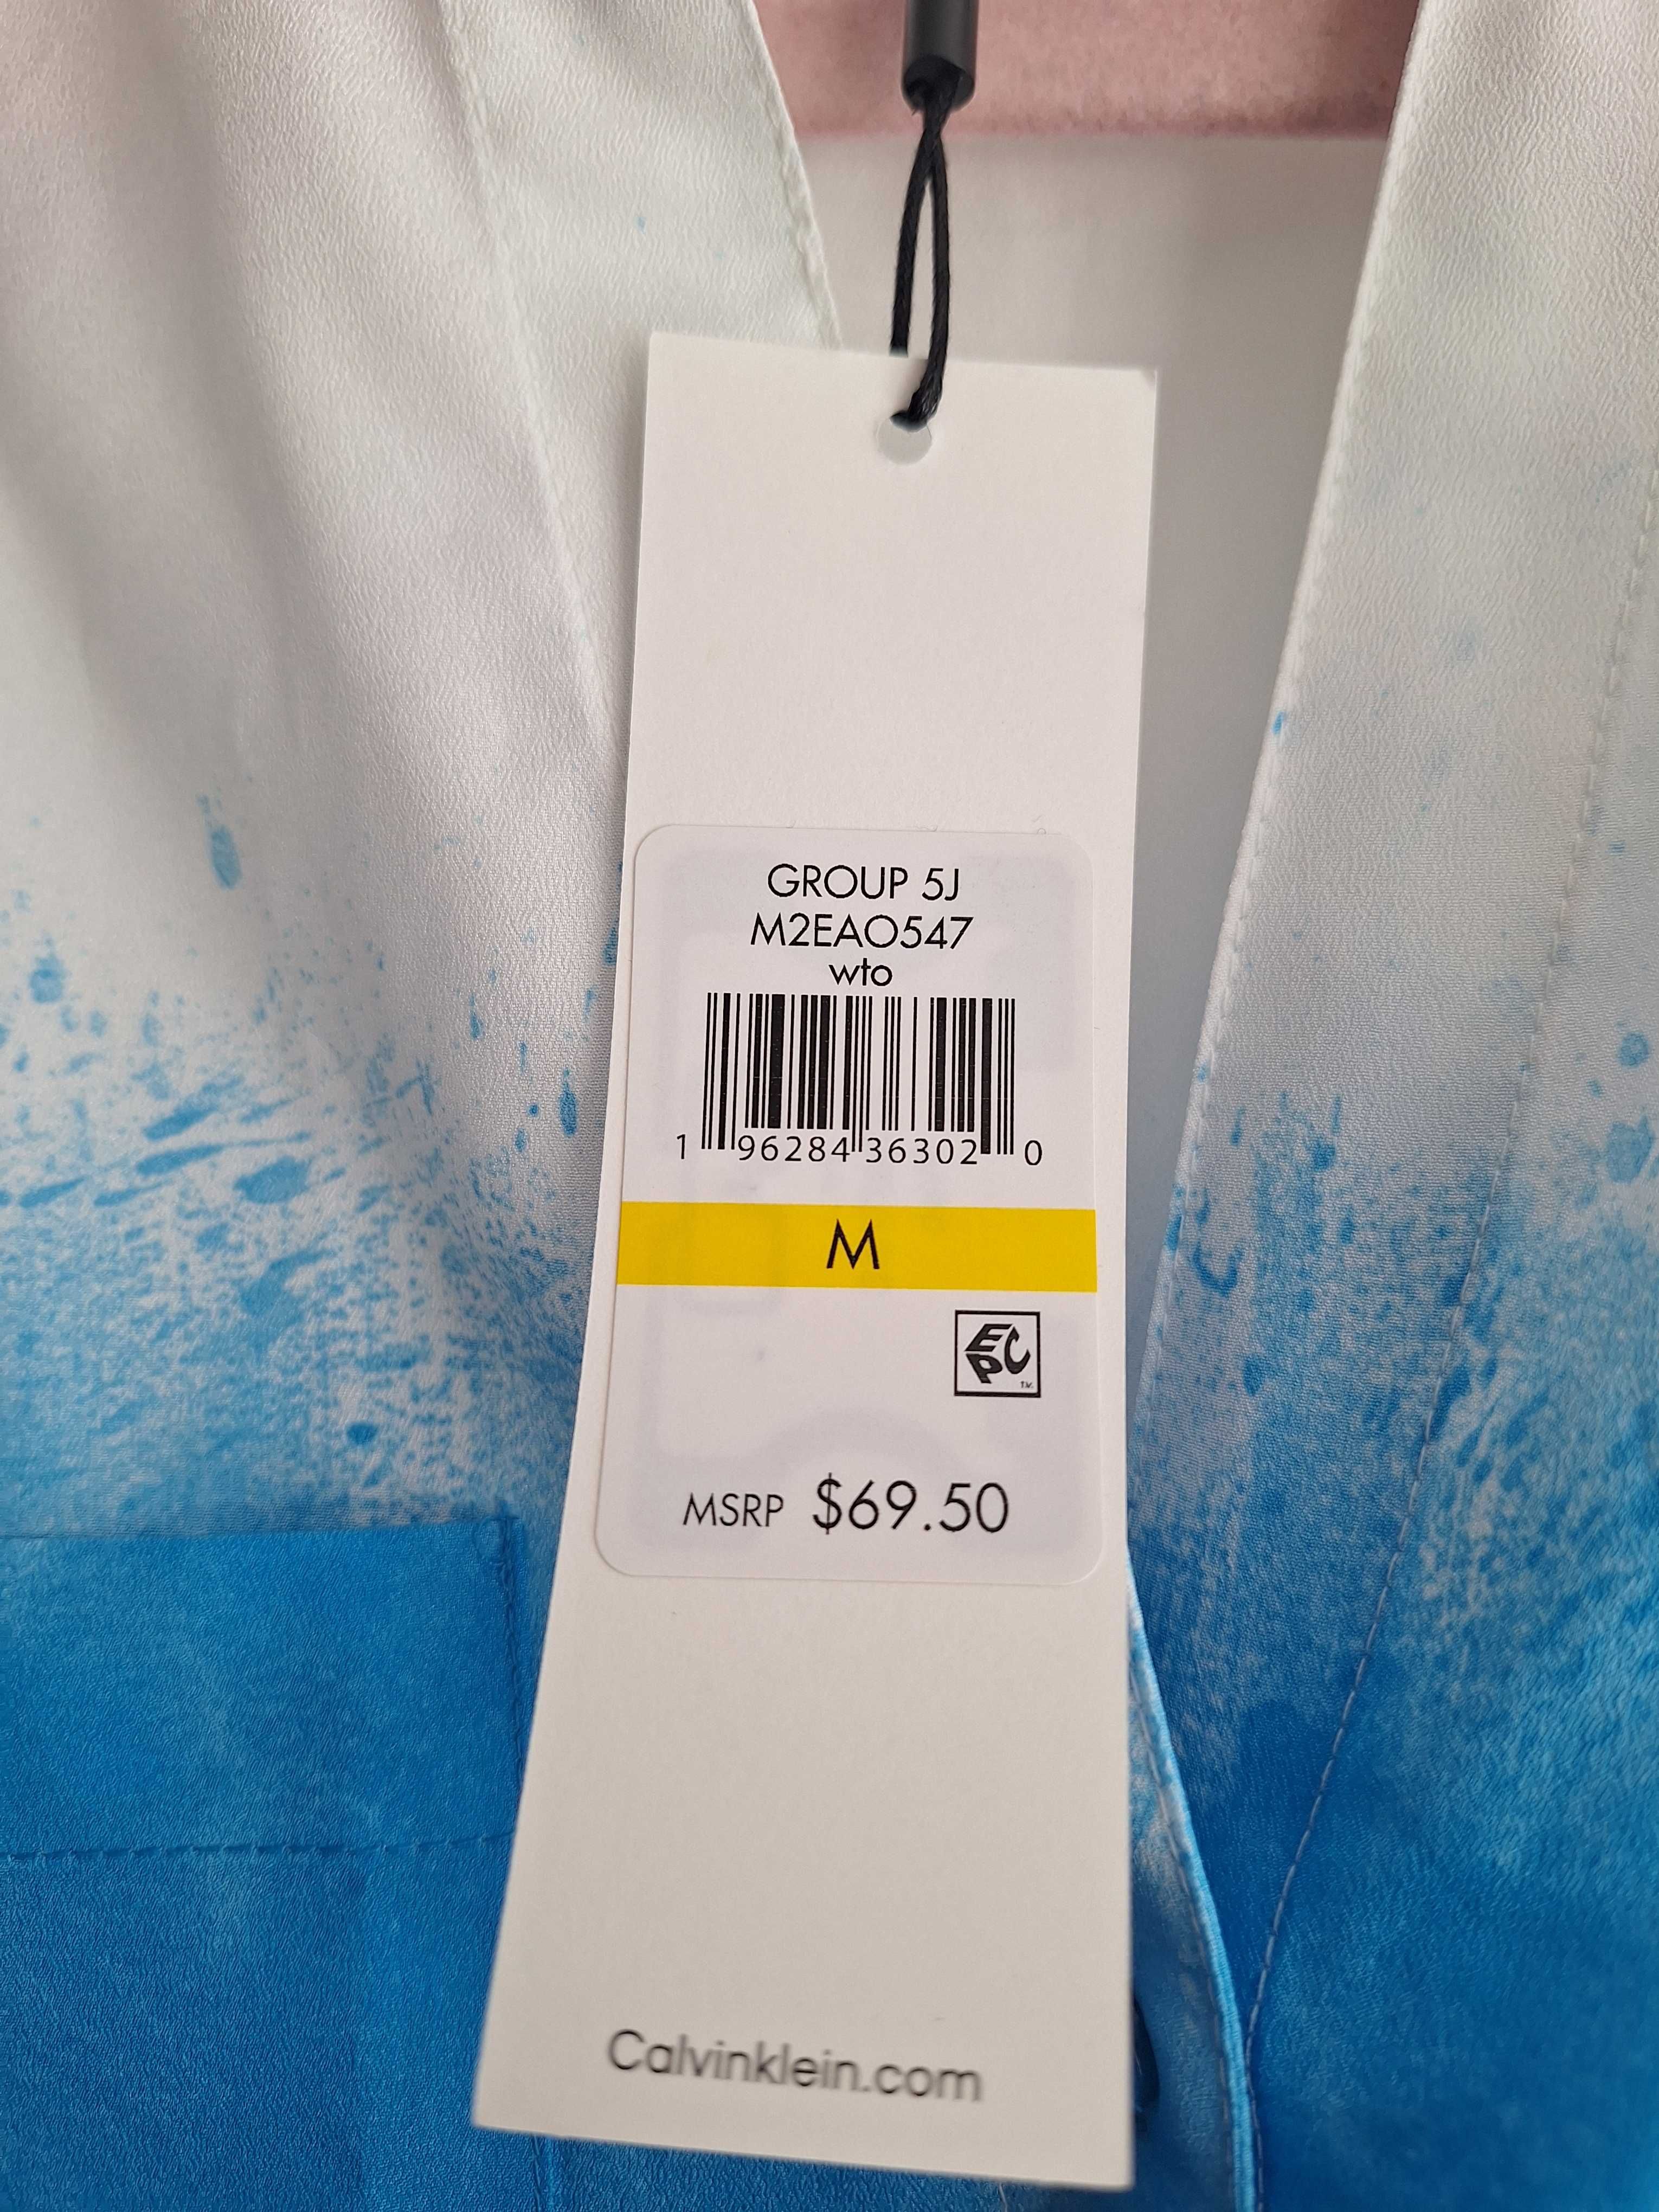 GROUP 5J
M2EAO547
wto
1 96284 36302 0
M
EPC
T.V.
MSRP $69.50
Calvinklein.com